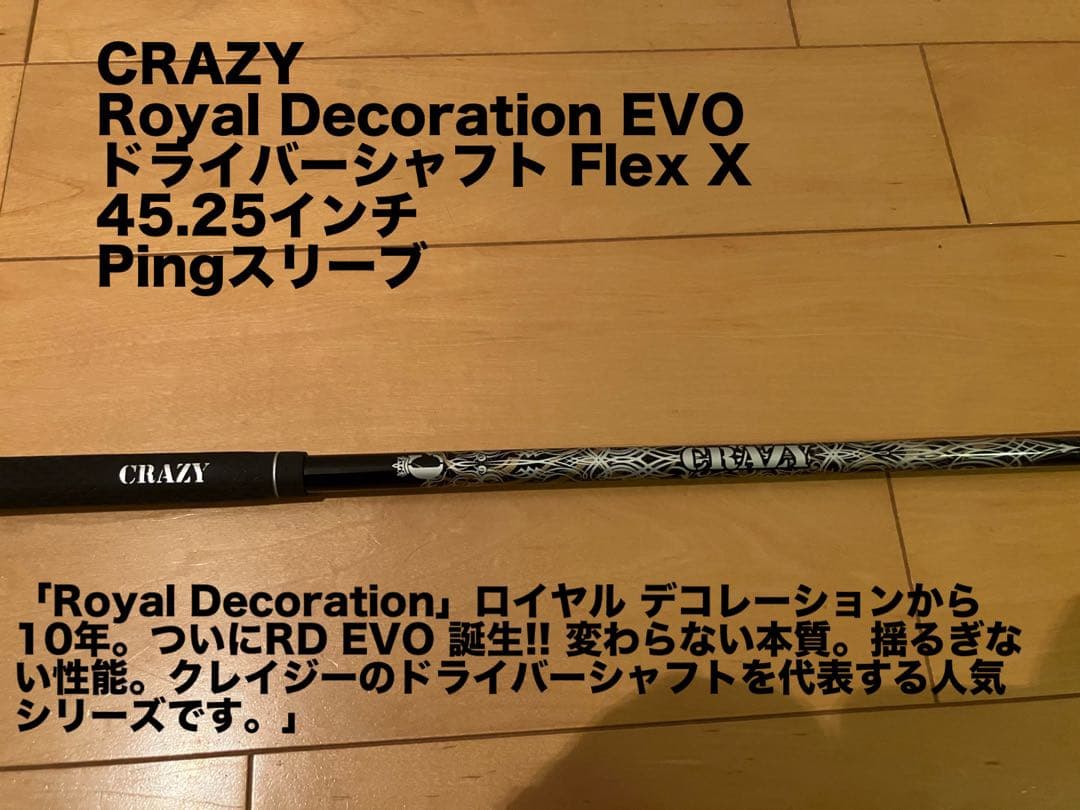 CRAZY
Royal Decoration EVO
ドライバーシャフト Flex X
45.25インチ
Pingスリーブ
CRAZY
CRAZY
「Royal Decoration」ロイヤル デコレーションから
10年。ついにRD EVO 誕生!! 変わらない本質。揺るぎな
い性能。クレイジーのドライバーシャフトを代表する人気
シリーズです。」